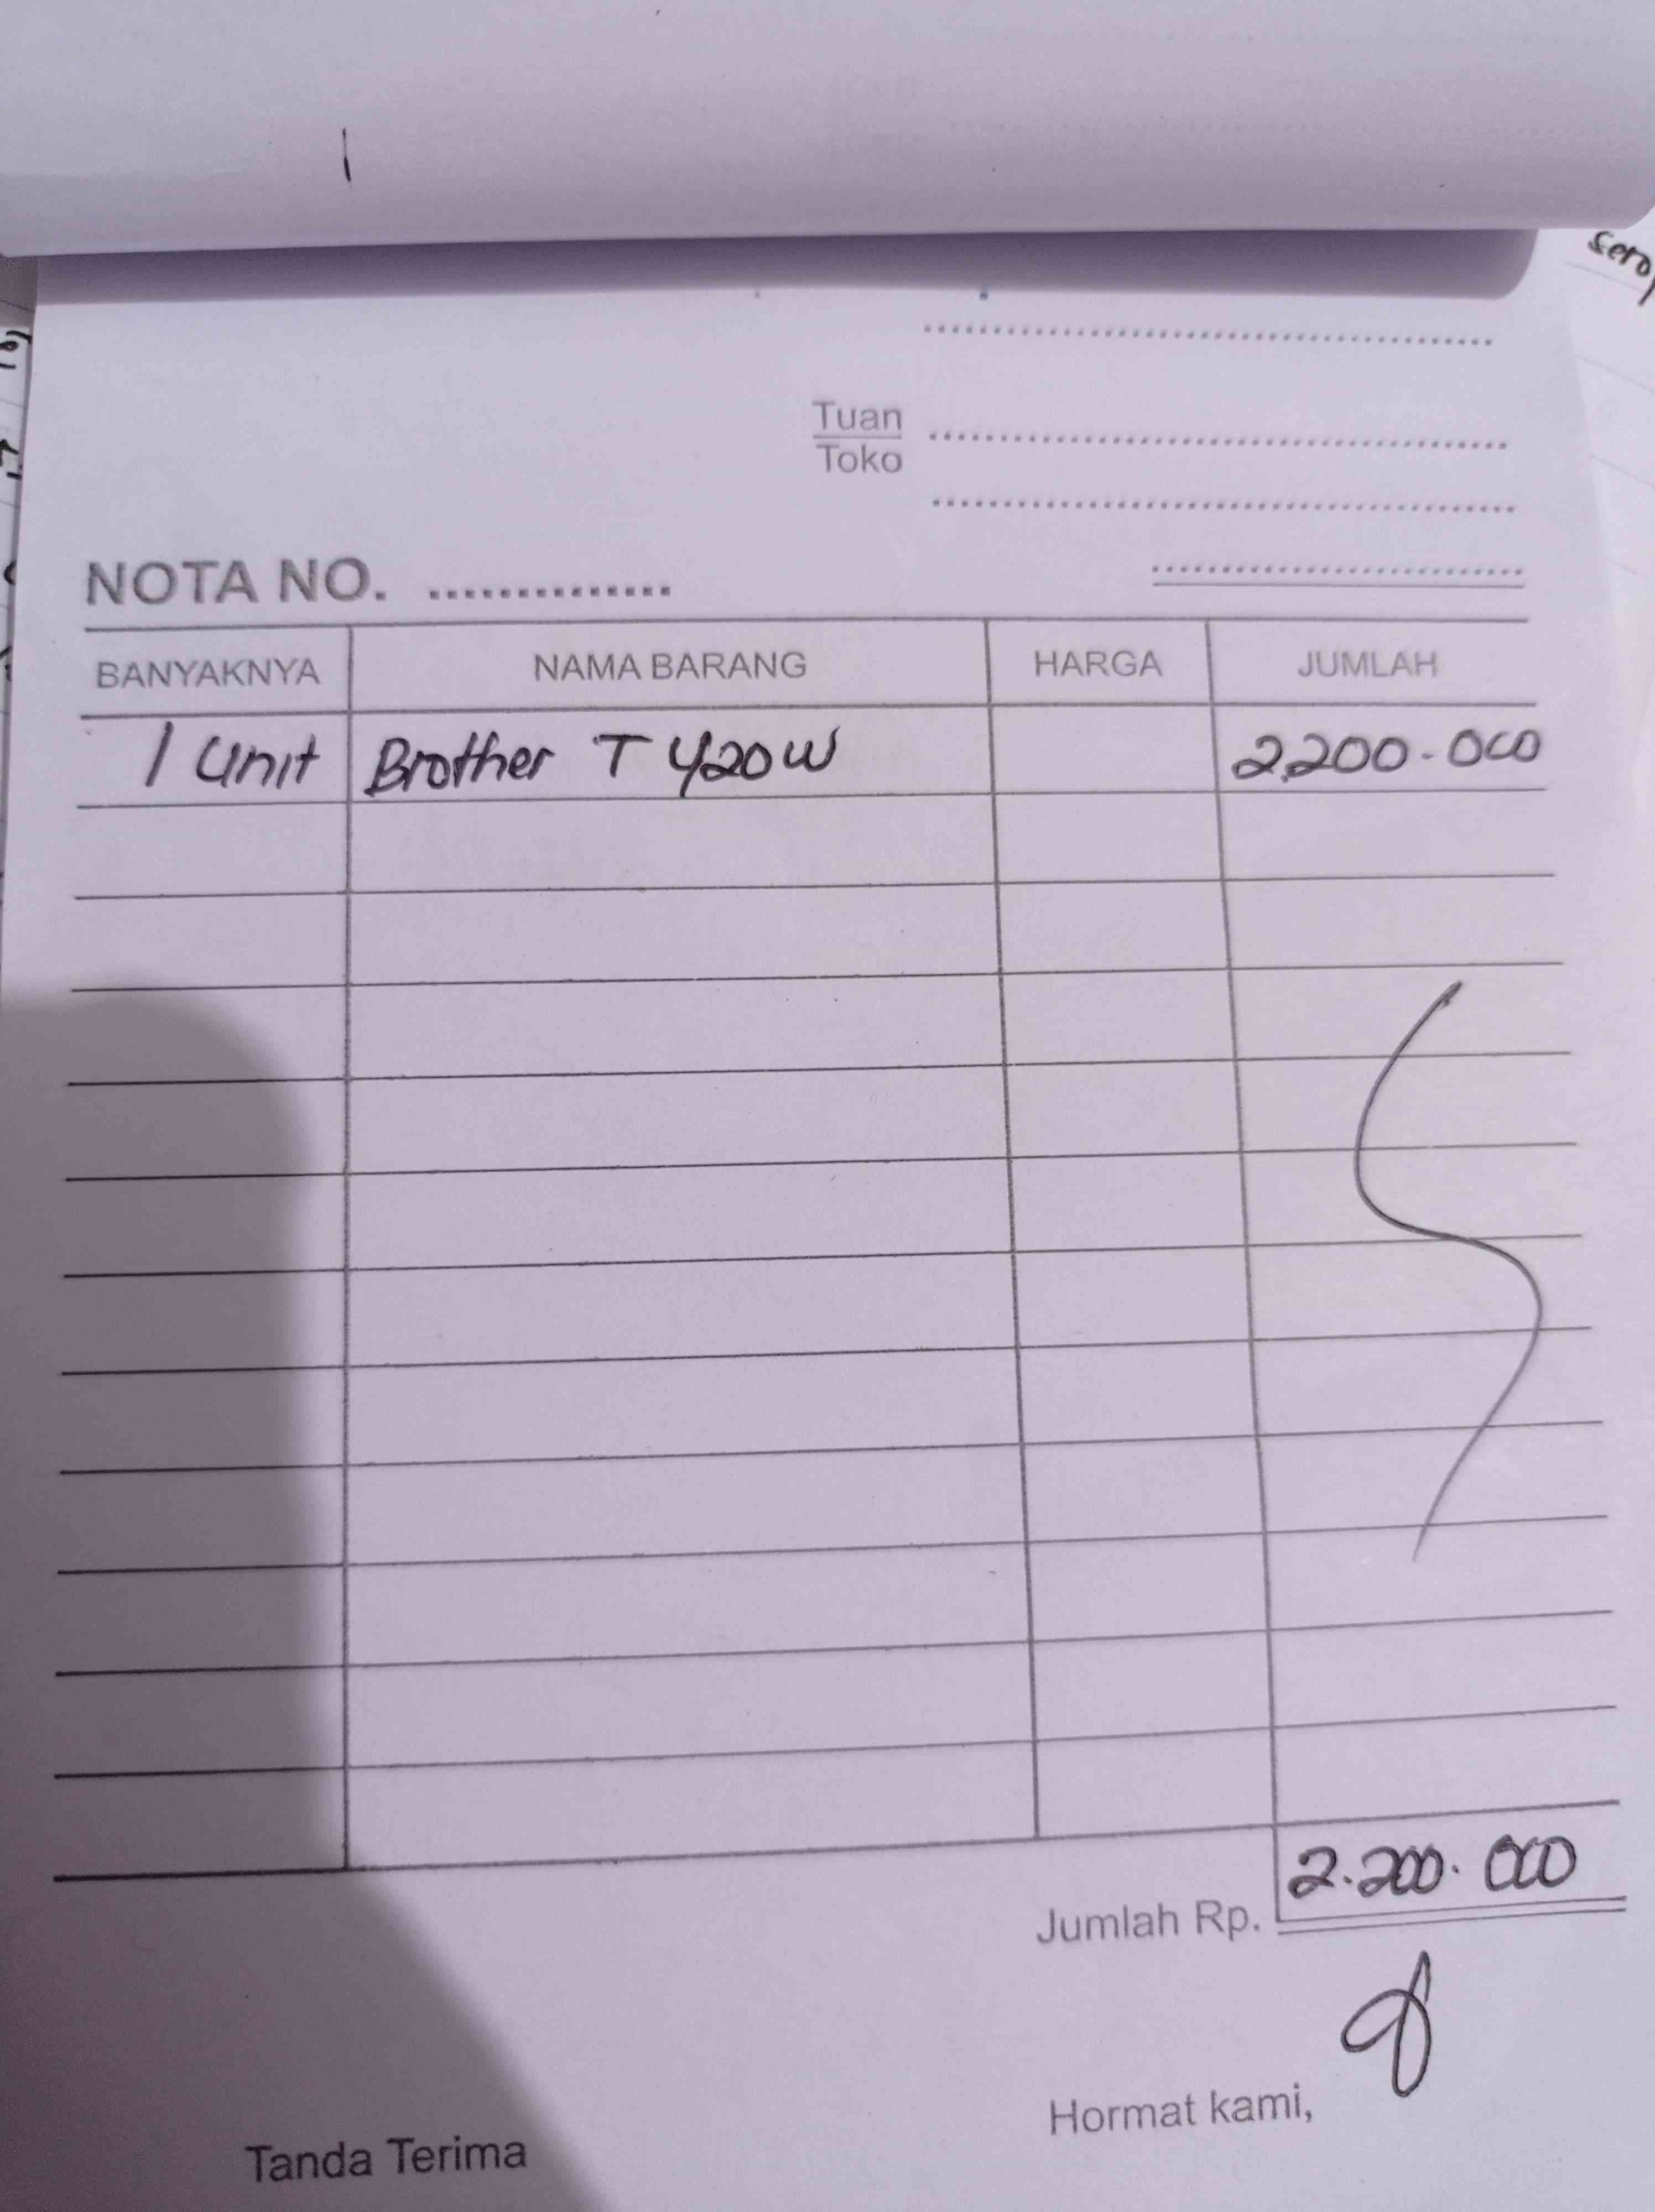 Tuan
Toko
NOTA NO. ..............
BANYAKNYA NAMA BARANG HARGA JUMLAH
1 Unit Brother T 420W 2.200.000
Jumlah Rp. 2.200.000
Hormat kami,
Tanda Terima